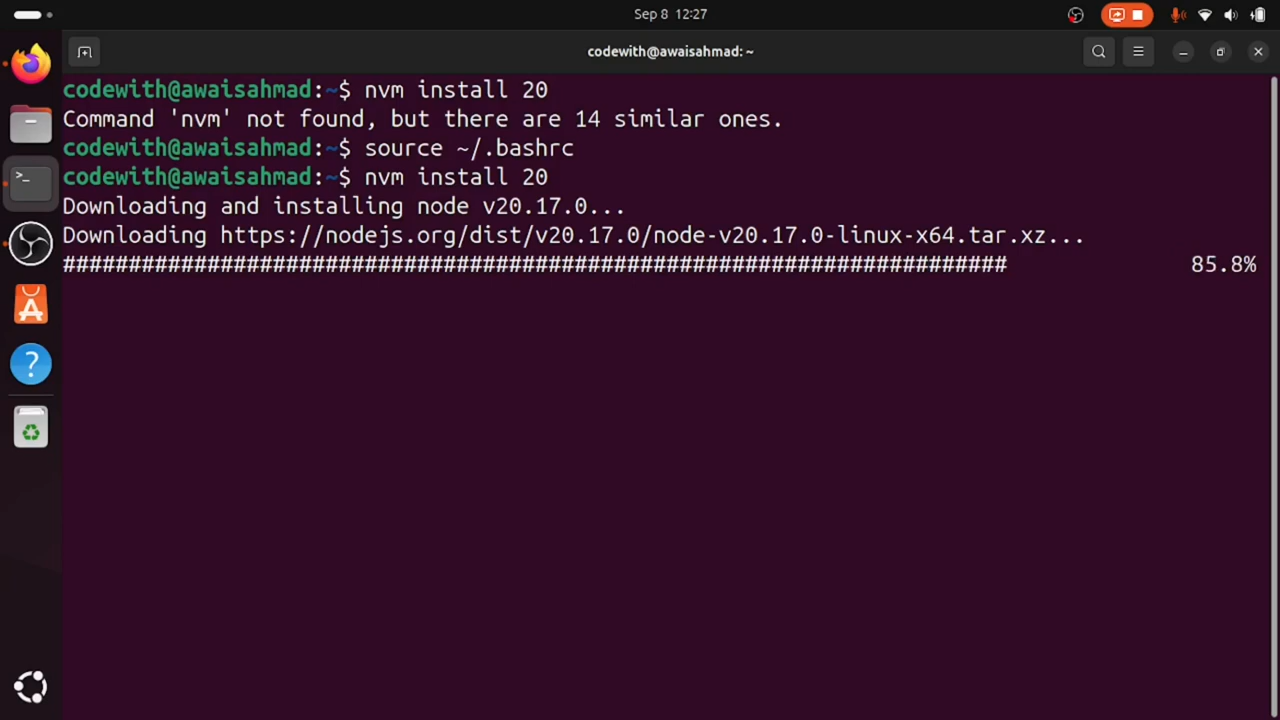 Sep 8 12:27
codewith@awaisahmad: ~
codewith@awaisahmad:~$ nvm install 20
Command 'nvm' not found, but there are 14 similar ones.
codewith@awaisahmad:~$ source ~/.bashrc
codewith@awaisahmad:~$ nvm install 20
Downloading and installing node v20.17.0...
Downloading https://nodejs.org/dist/v20.17.0/node-v20.17.0-linux-x64.tar.xz...
######################################################################## 85.8%